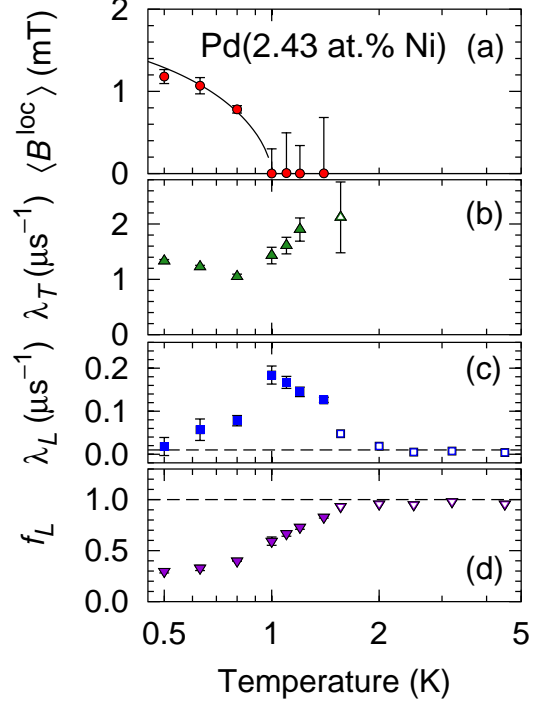 Pd(2.43 at.% Ni) (a)
⟨B^loc⟩ (mT)
2
1
0
(b)
λ_T (μs⁻¹)
2
1
0
(c)
λ_L (μs⁻¹)
0.2
0.1
0.0
(d)
f_L
1.0
0.5
0.0
0.5 1 2 5
Temperature (K)